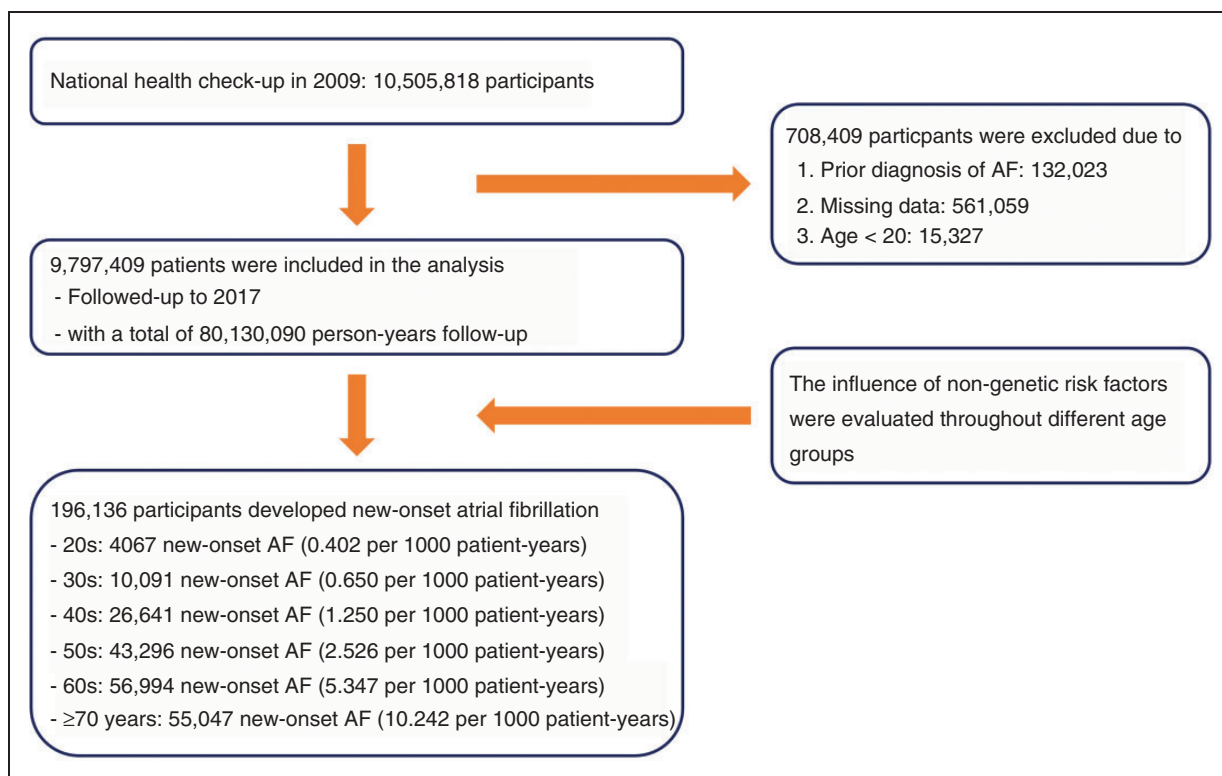 National health check-up in 2009: 10,505,818 participants
708,409 particpants were excluded due to
1. Prior diagnosis of AF: 132,023
2. Missing data: 561,059
3. Age < 20: 15,327
9,797,409 patients were included in the analysis
- Followed-up to 2017
- with a total of 80,130,090 person-years follow-up
The influence of non-genetic risk factors
were evaluated throughout different age
groups
196,136 participants developed new-onset atrial fibrillation
- 20s: 4067 new-onset AF (0.402 per 1000 patient-years)
- 30s: 10,091 new-onset AF (0.650 per 1000 patient-years)
- 40s: 26,641 new-onset AF (1.250 per 1000 patient-years)
- 50s: 43,296 new-onset AF (2.526 per 1000 patient-years)
- 60s: 56,994 new-onset AF (5.347 per 1000 patient-years)
- ≥70 years: 55,047 new-onset AF (10.242 per 1000 patient-years)